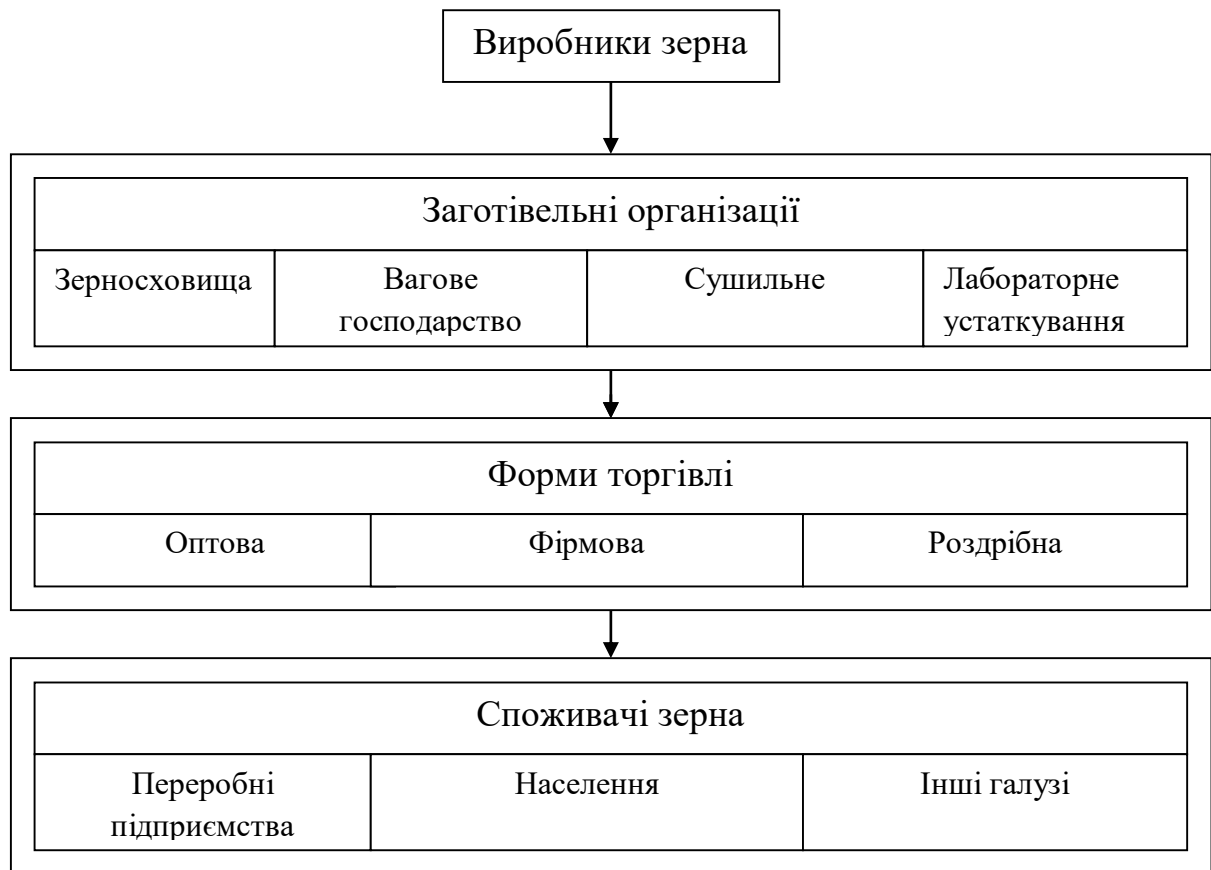 Виробники зерна
Заготівельні організації
Зерносховища
Вагове
господарство
Сушильне
Лабораторне
устаткування
Форми торгівлі
Оптова
Фірмова
Роздрібна
Споживачі зерна
Переробні
підприємства
Населення
Інші галузі